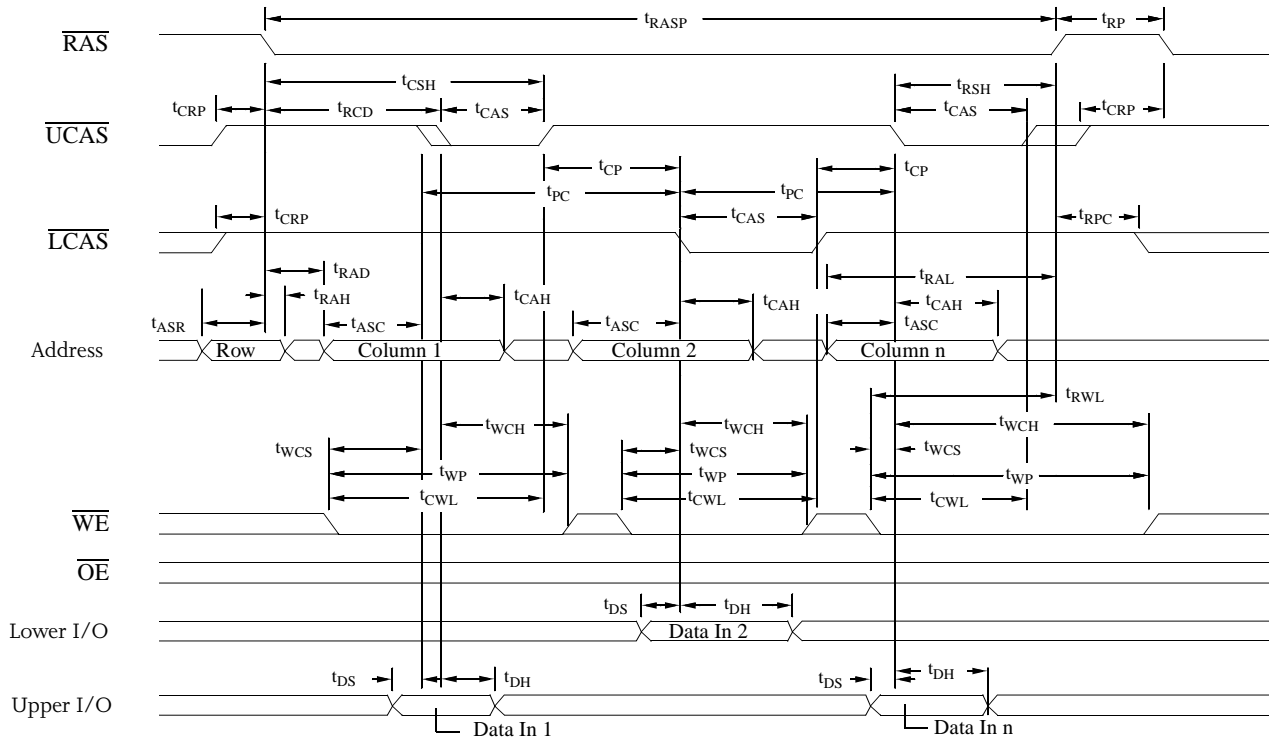 tRASP tRP
RAS
tCSH tRSH
tCRP tRCD tCAS tCAS tCRP
UCAS
tCP tCP
tPC tPC
tCRP tCAS tRPC
LCAS
tRAD tRAL
tRAH tCAH tCAH tCAH
tASR tASC tASC tASC
Address Row Column 1 Column 2 Column n
tRWL
tWCH tWCH tWCH
tWCS tWCS tWCS
tWP tWP tWP
tCWL tCWL tCWL
WE
OE
tDS tDH
Lower I/O Data In 2
tDS tDH tDS tDH
Upper I/O
Data In 1 Data In n